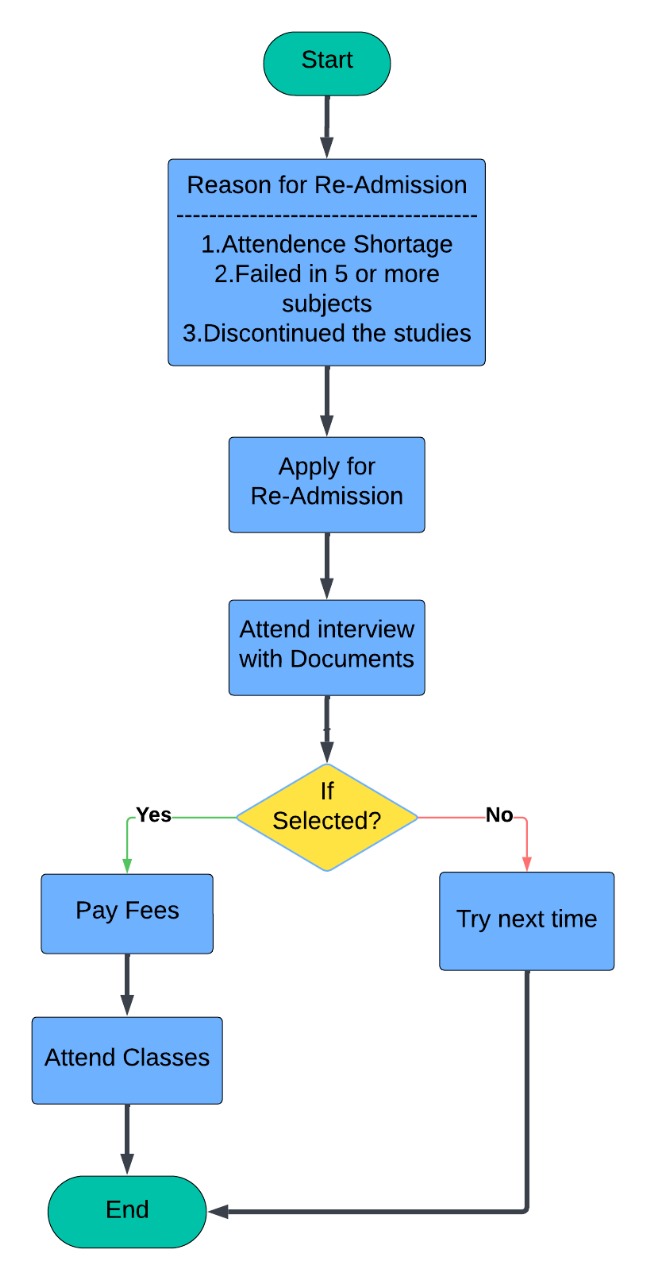 Start
Reason for Re-Admission
------------------------------------
1.Attendence Shortage
2.Failed in 5 or more
subjects
3.Discontinued the studies
Apply for
Re-Admission
Attend interview
with Documents
If
Selected?
Yes
No
Pay Fees
Try next time
Attend Classes
End